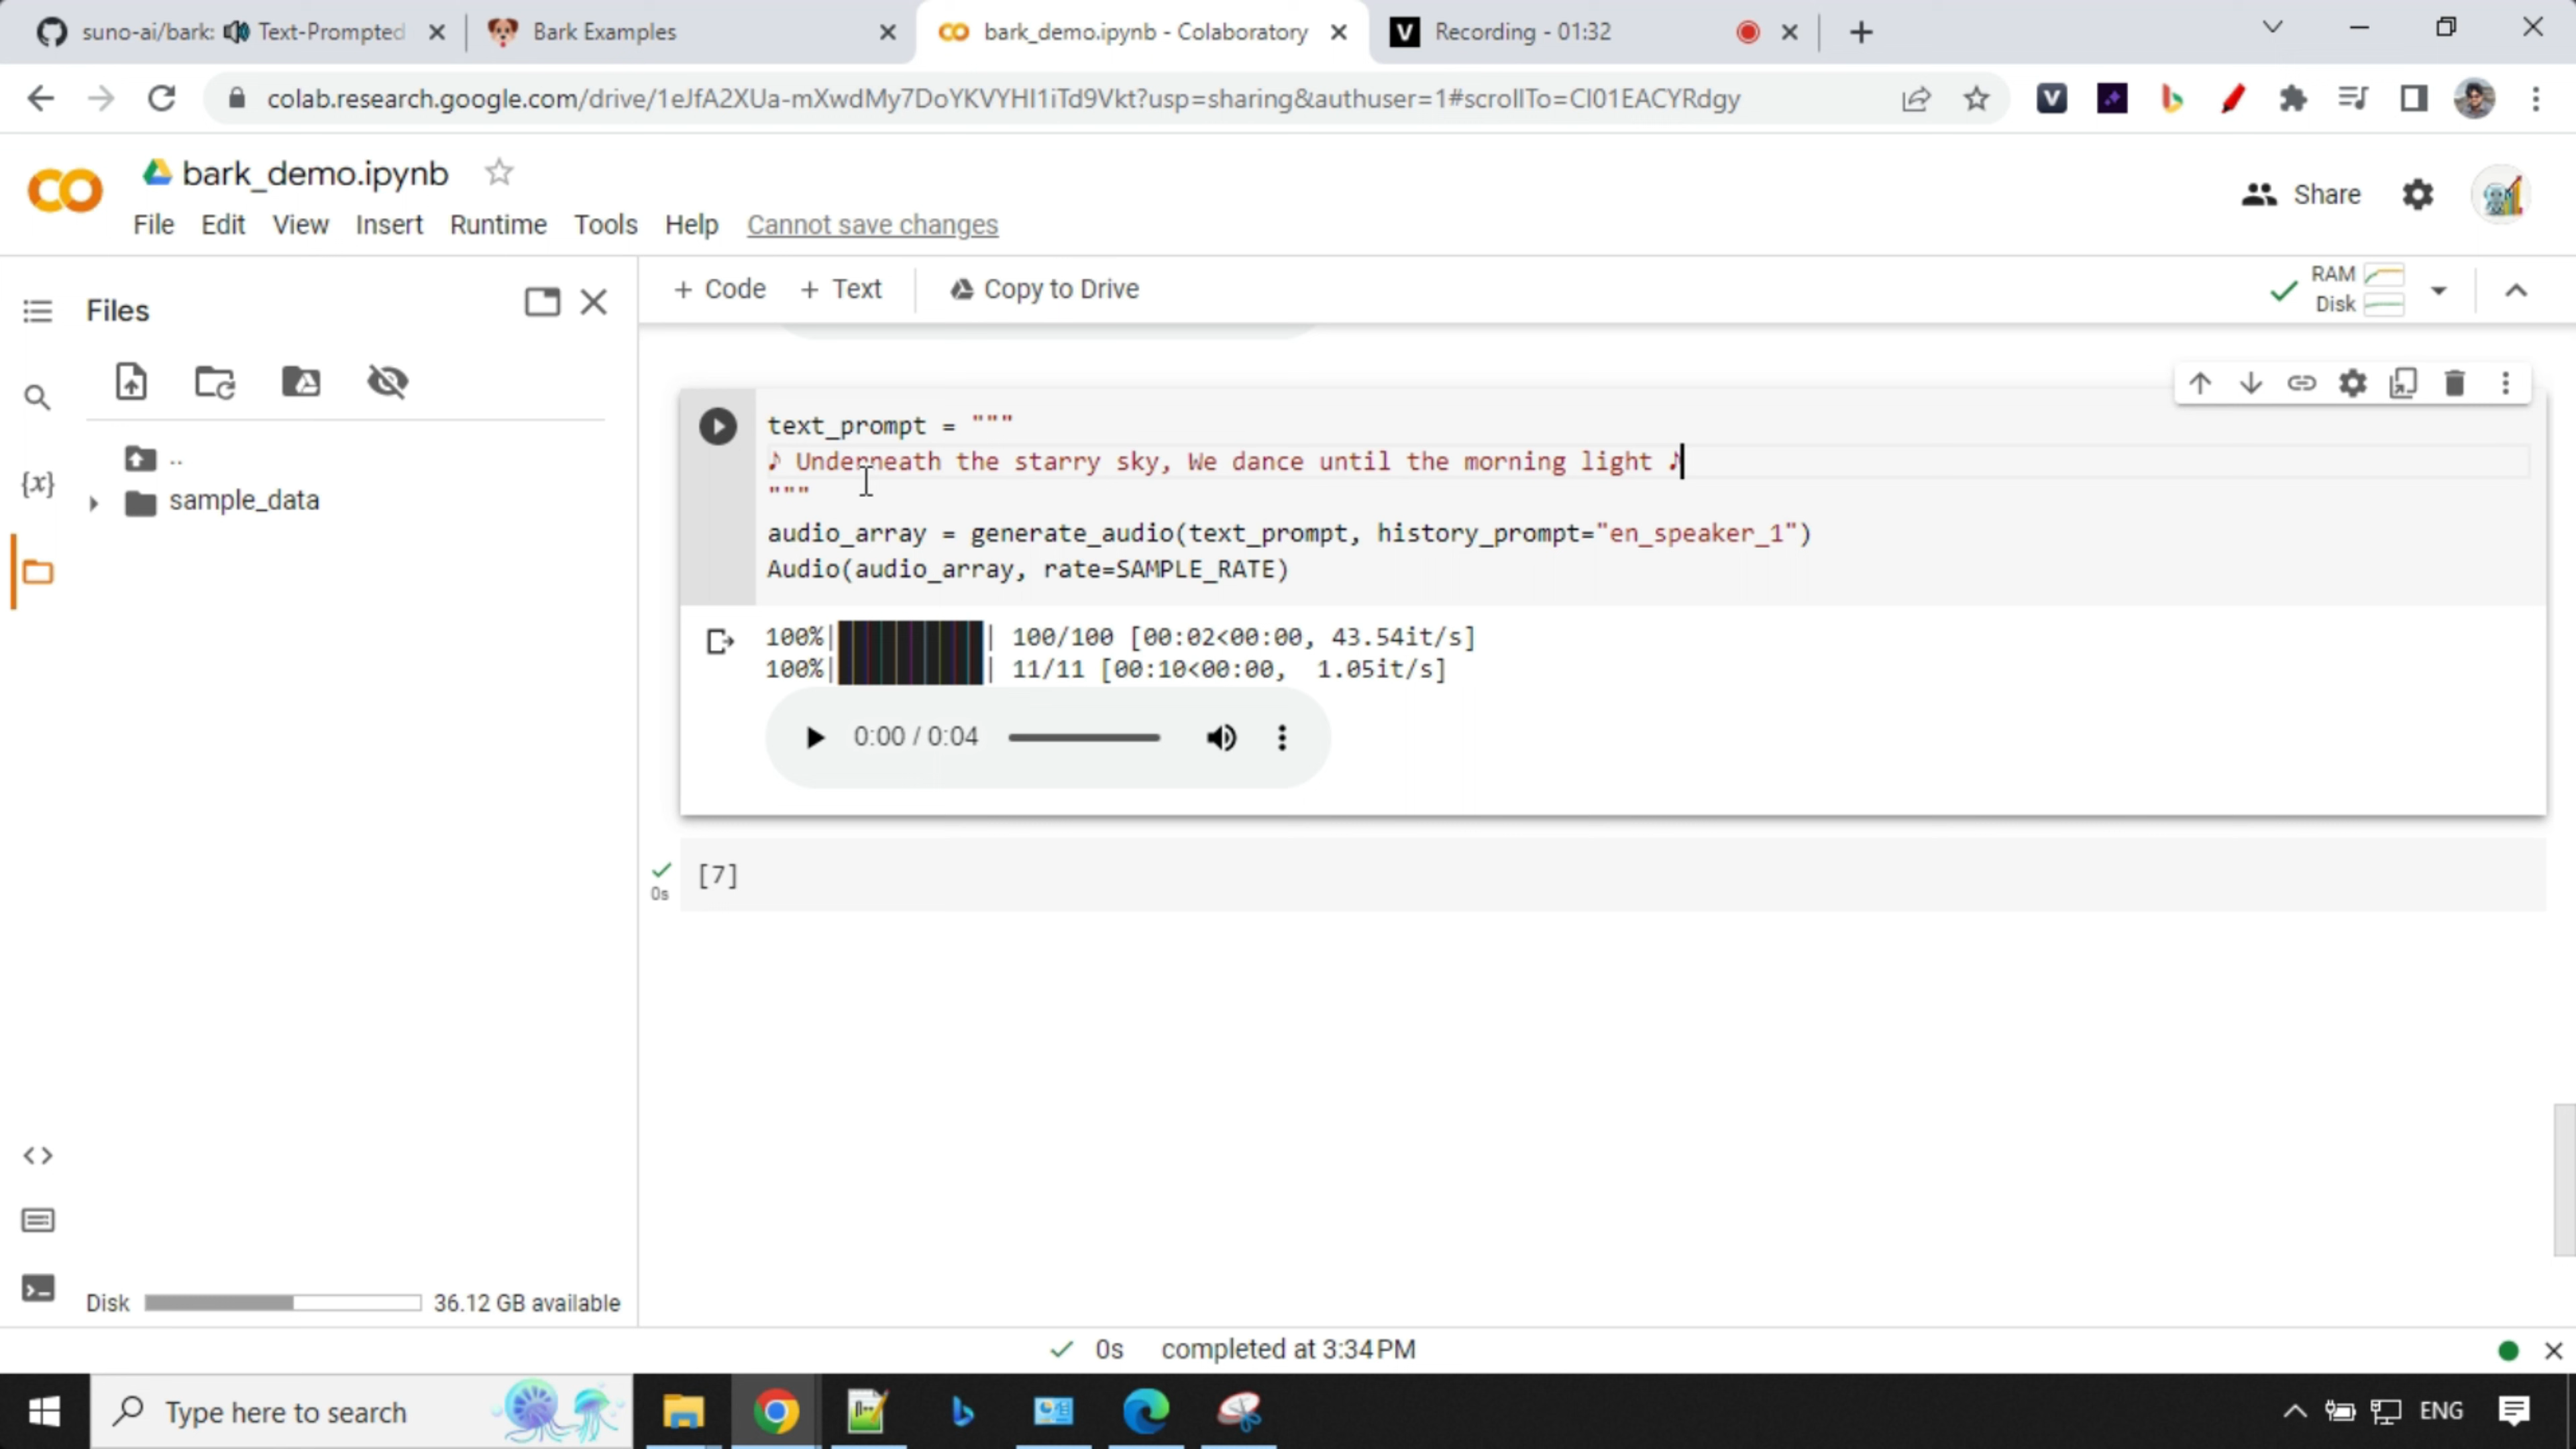 suno-ai/bark: 🔊 Text-Prompted
Bark Examples
bark_demo.ipynb - Colaboratory
V Recording - 01:32
colab.research.google.com/drive/1eJfA2XUa-mXwdMy7DoYKVYHI1iTd9Vkt?usp=sharing&authuser=1#scrollTo=CI01EACYRdgy
bark_demo.ipynb
File Edit View Insert Runtime Tools Help Cannot save changes
Share
Files
+ Code + Text Copy to Drive
RAM
Disk
..
sample_data
{x}
text_prompt = """
♪ Underneath the starry sky, We dance until the morning light ♪
"""
audio_array = generate_audio(text_prompt, history_prompt="en_speaker_1")
Audio(audio_array, rate=SAMPLE_RATE)
100%| | 100/100 [00:02<00:00, 43.54it/s]
100%| | 11/11 [00:10<00:00, 1.05it/s]
0:00 / 0:04
[7]
0s
Disk 36.12 GB available
0s completed at 3:34 PM
Type here to search
ENG